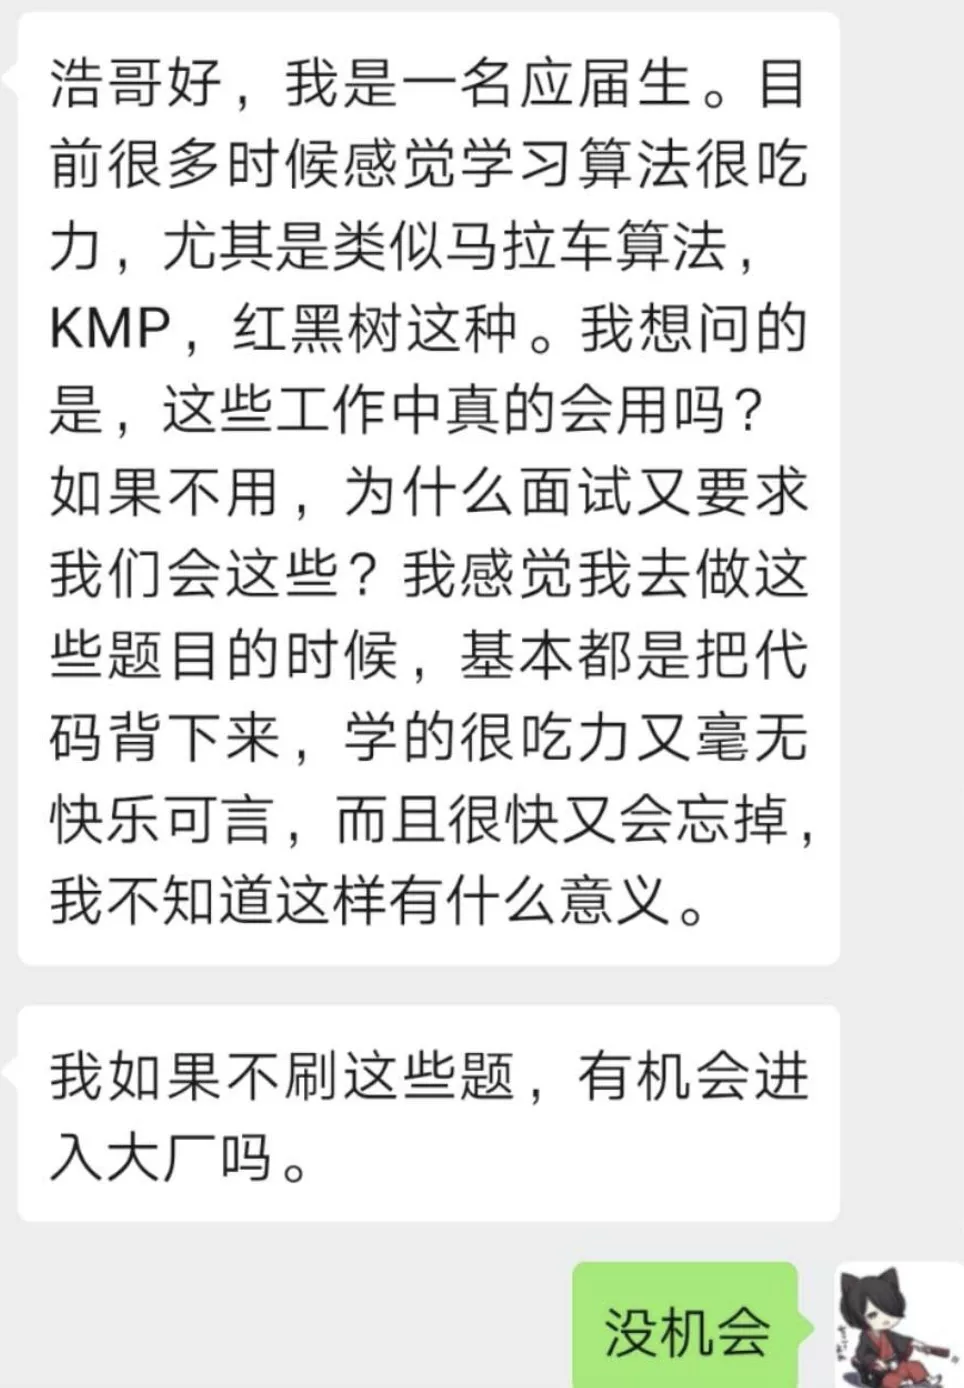 浩哥好，我是一名应届生。目
前很多时候感觉学习算法很吃
力，尤其是类似马拉车算法，
KMP，红黑树这种。我想问的
是，这些工作中真的会用吗？
如果不用，为什么面试又要求
我们会这些？我感觉我去做这
些题目的时候，基本都是把代
码背下来，学的很吃力又毫无
快乐可言，而且很快又会忘掉，
我不知道这样有什么意义。
我如果不刷这些题，有机会进
入大厂吗。
没机会